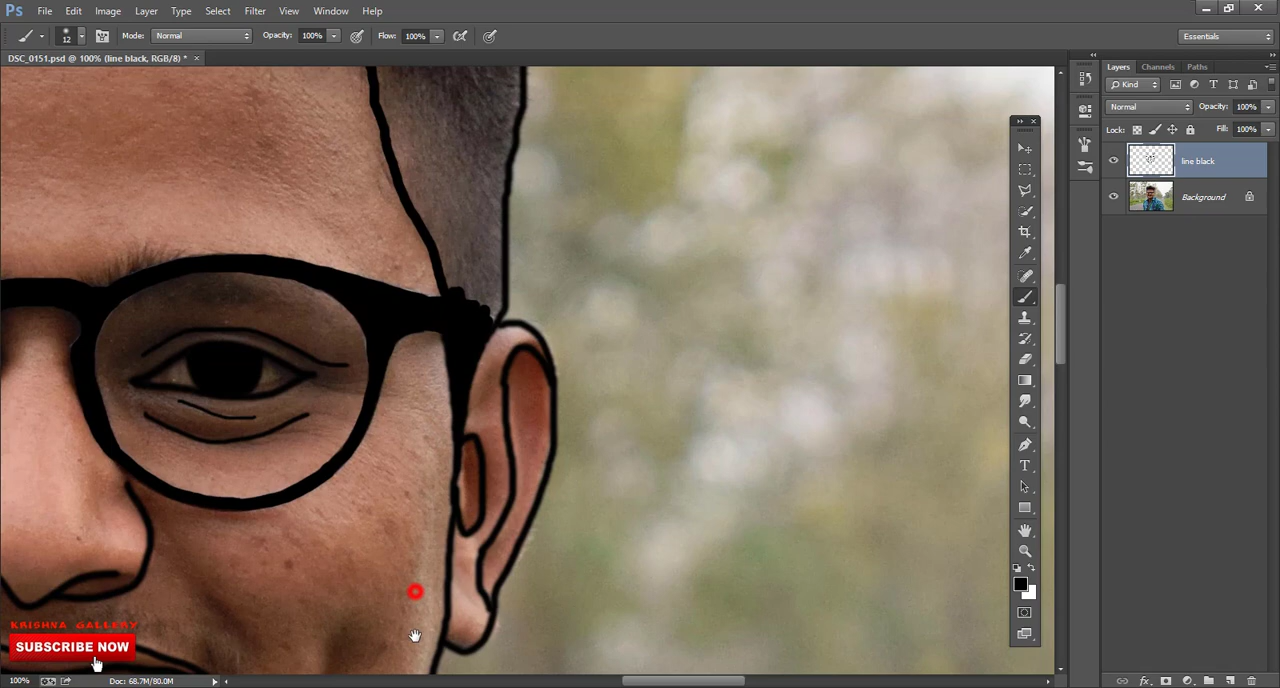 Ps File Edit Image Layer Type Select Filter View Window Help
12 Mode: Normal Opacity: 100% Flow: 100% Essentials
DSC_0151.psd @ 100% (line black, RGB/8) * ×
Layers Channels Paths
Kind
Normal Opacity: 100%
Lock: Fill: 100%
line black
Background
KRISHNA GALLERY
SUBSCRIBE NOW
100% Doc: 68.7M/80.0M